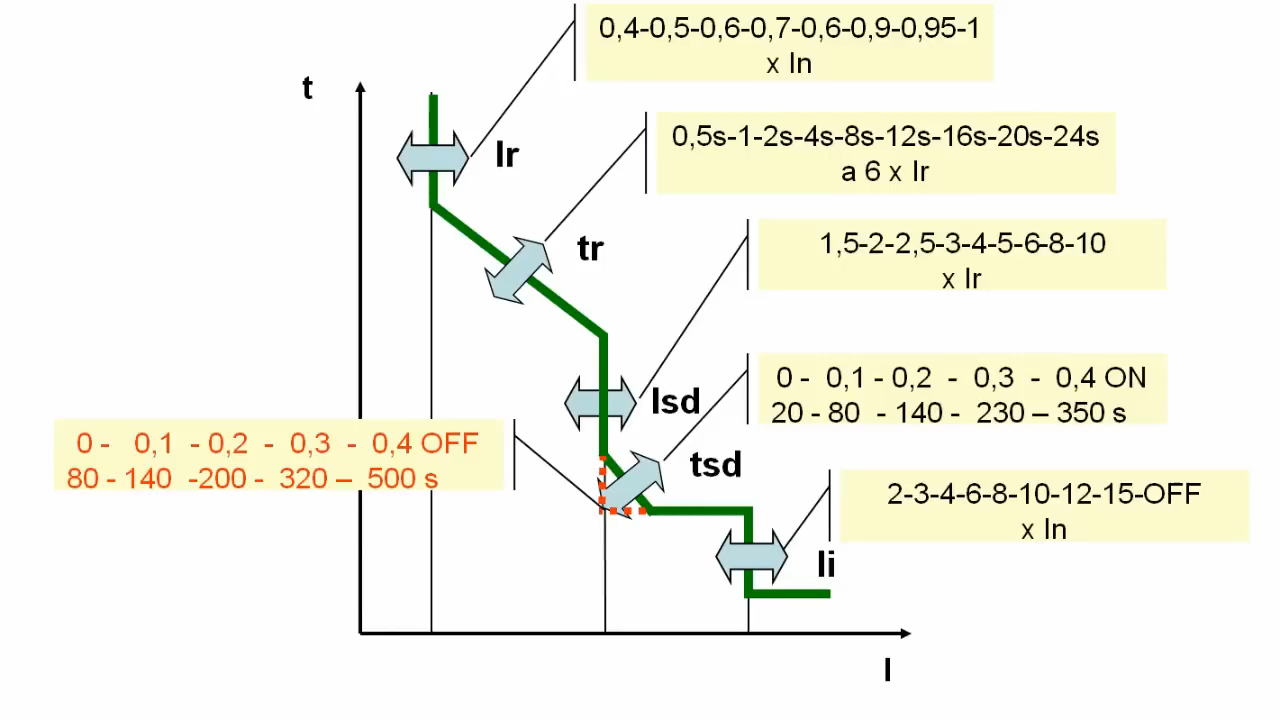 0,4-0,5-0,6-0,7-0,6-0,9-0,95-1
x In
t
0,5s-1-2s-4s-8s-12s-16s-20s-24s
a 6 x Ir
Ir
tr
1,5-2-2,5-3-4-5-6-8-10
x Ir
0 - 0,1 - 0,2 - 0,3 - 0,4 ON
20 - 80 - 140 - 230 – 350 s
Isd
0 - 0,1 - 0,2 - 0,3 - 0,4 OFF
80 - 140 -200 - 320 – 500 s
tsd
2-3-4-6-8-10-12-15-OFF
x In
Ii
I